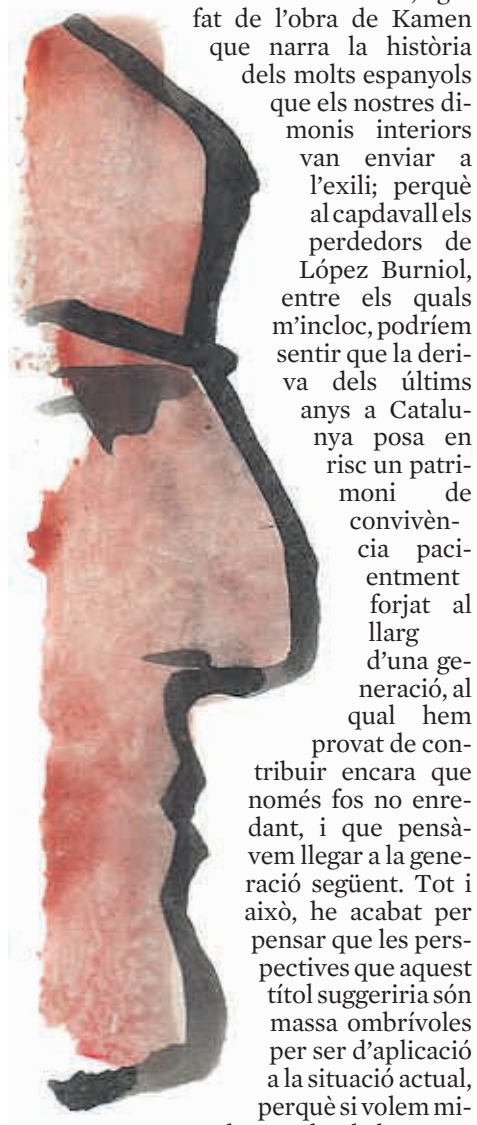 fat de l’obra de Kamen
que narra la història
dels molts espanyols
que els nostres di-
monis interiors
van enviar a
l’exili; perquè
al capdavall els
perdedors de
López Burniol,
entre els quals
m’incloc, podríem
sentir que la deri-
va dels últims
anys a Catalu-
nya posa en
risc un patri-
moni de
convivèn-
cia paci-
entment
forjat al
llarg
d’una ge-
neració, al
qual hem
provat de con-
tribuir encara que
només fos no enre-
dant, i que pensà-
vem llegar a la gene-
ració següent. Tot i
això, he acabat per
pensar que les pers-
pectives que aquest
títol suggeriria són
massa ombrívoles
per ser d’aplicació
a la situació actual,
perquè si volem mi-